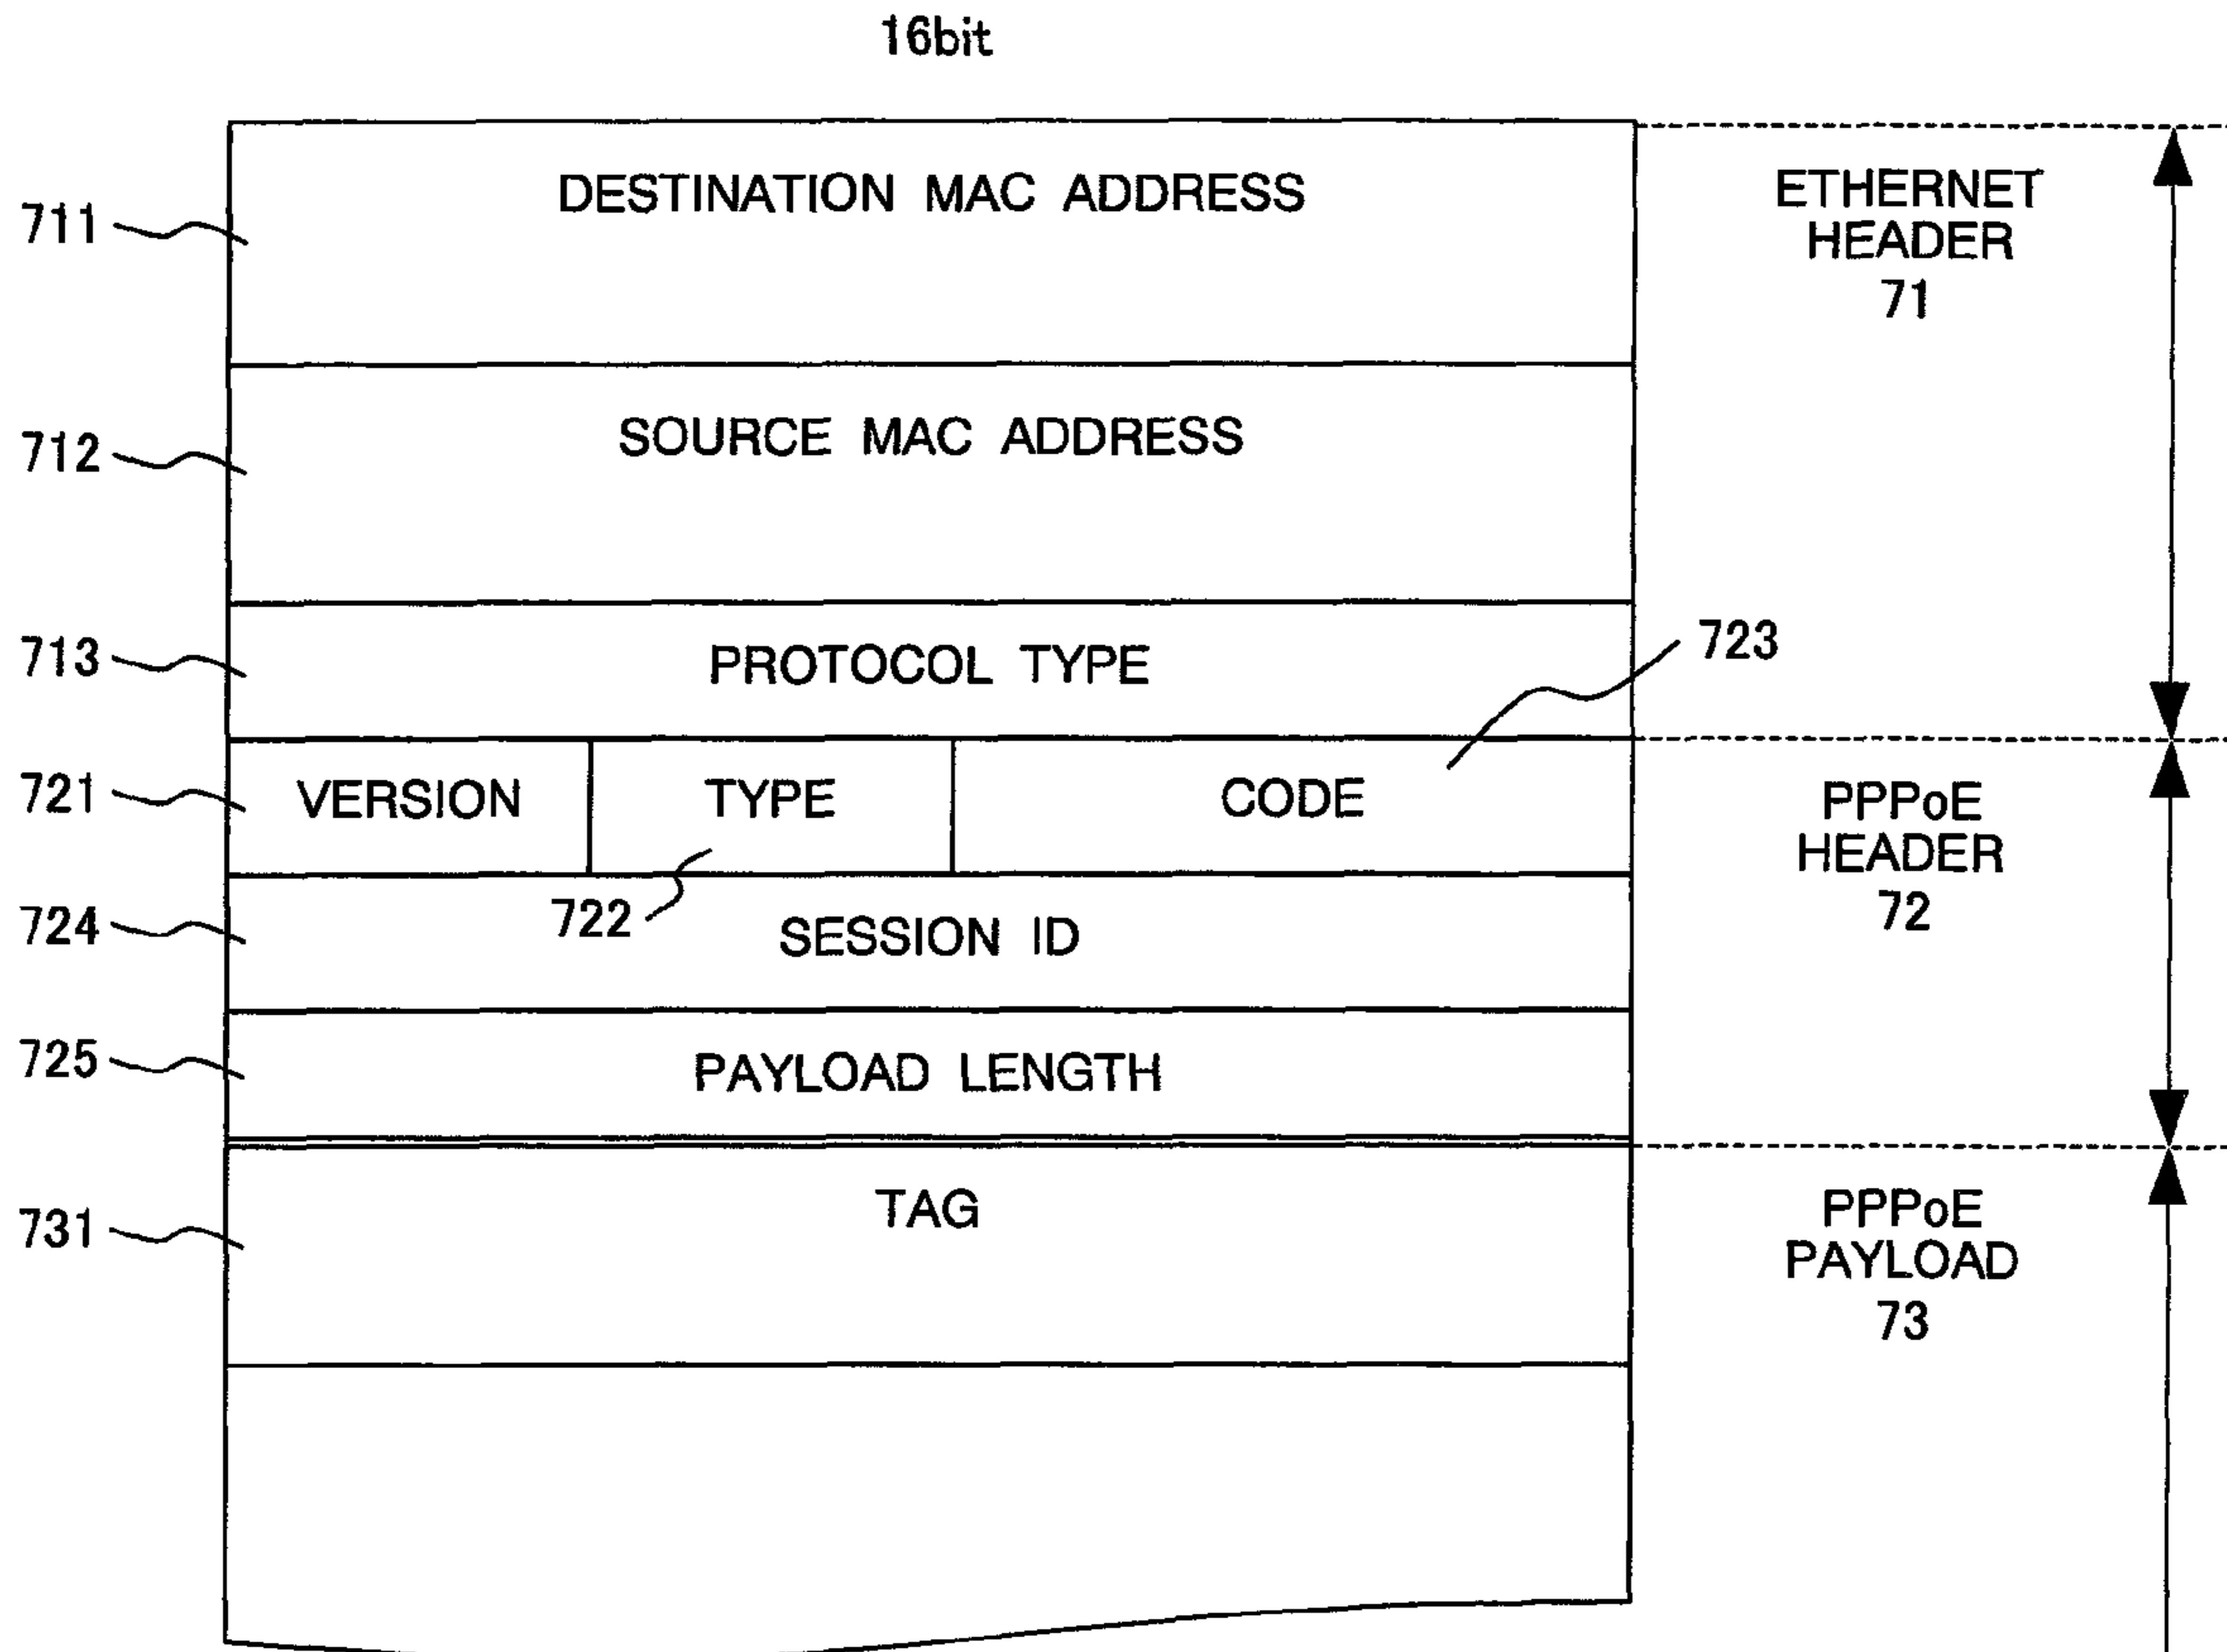 16bit
711
DESTINATION MAC ADDRESS
ETHERNET
HEADER
71
712
SOURCE MAC ADDRESS
713
PROTOCOL TYPE
723
721
VERSION
TYPE
CODE
PPPoE
HEADER
72
724
722
SESSION ID
725
PAYLOAD LENGTH
731
TAG
PPPoE
PAYLOAD
73